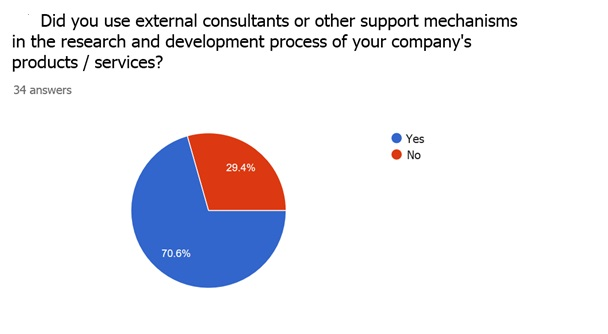 Did you use external consultants or other support mechanisms
in the research and development process of your company's
products / services?
34 answers
Yes
No
29.4%
70.6%